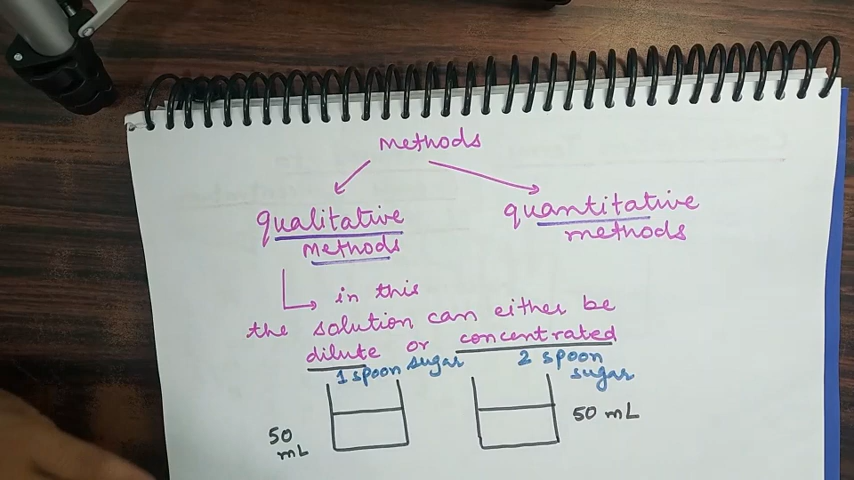 methods
qualitative methods
quantitative methods
in this
the solution can either be
dilute or concentrated
1 spoon sugar
2 spoon sugar
50 mL
50 mL